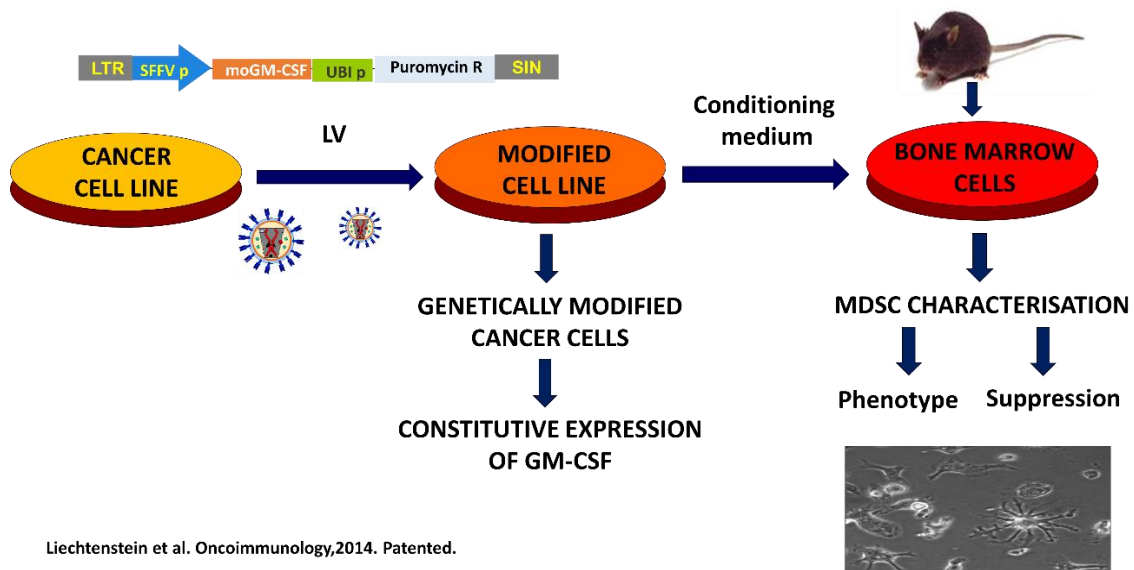 LTR SFFV p moGM-CSF UBI p Puromycin R SIN
CANCER
CELL LINE
LV
MODIFIED
CELL LINE
Conditioning
medium
BONE MARROW
CELLS
GENETICALLY MODIFIED
CANCER CELLS
CONSTITUTIVE EXPRESSION
OF GM-CSF
MDSC CHARACTERISATION
Phenotype
Suppression
Liechtenstein et al. Oncoimmunology,2014. Patented.